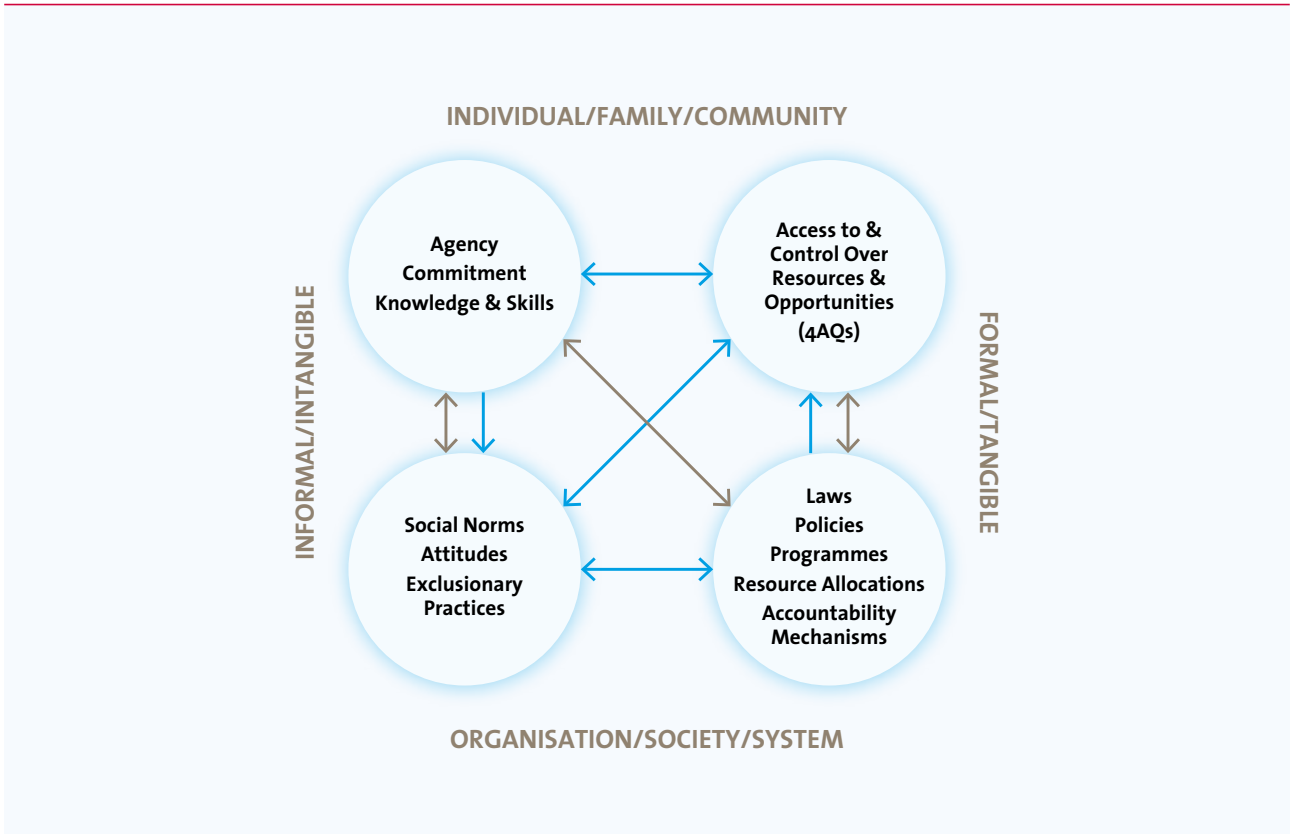 INDIVIDUAL/FAMILY/COMMUNITY
Agency
Commitment
Knowledge & Skills
Access to &
Control Over
Resources &
Opportunities
(4AQs)
INFORMAL/INTANGIBLE
FORMAL/TANGIBLE
Social Norms
Attitudes
Exclusionary
Practices
Laws
Policies
Programmes
Resource Allocations
Accountability
Mechanisms
ORGANISATION/SOCIETY/SYSTEM